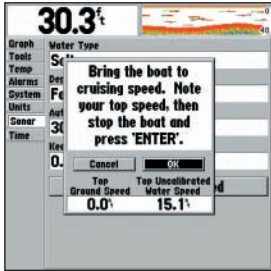 30.3ft
0
40
Graph
Tools
Temp
Alarms
System
Units
Sonar
Time
Water Type
Bring the boat to
cruising speed. Note
your top speed, then
stop the boat and
press 'ENTER'.
Cancel
OK
Top
Ground Speed
Top Uncalibrated
Water Speed
0.0
15.1